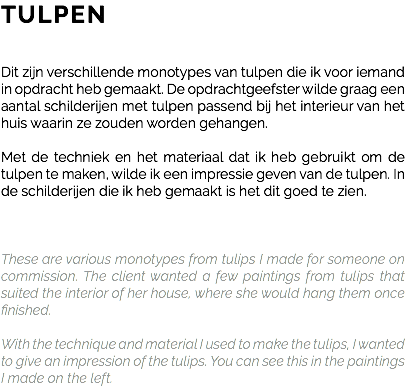 TULPEN
Dit zijn verschillende monotypes van tulpen die ik voor iemand
in opdracht heb gemaakt. De opdrachtgeefster wilde graag een
aantal schilderijen met tulpen passend bij het interieur van het
huis waarin ze zouden worden gehangen.
Met de techniek en het materiaal dat ik heb gebruikt om de
tulpen te maken, wilde ik een impressie geven van de tulpen. In
de schilderijen die ik heb gemaakt is het dit goed te zien.
These are various monotypes from tulips I made for someone on
commission. The client wanted a few paintings from tulips that
suited the interior of her house, where she would hang them once
finished.
With the technique and material I used to make the tulips, I wanted
to give an impression of the tulips. You can see this in the paintings
I made on the left.